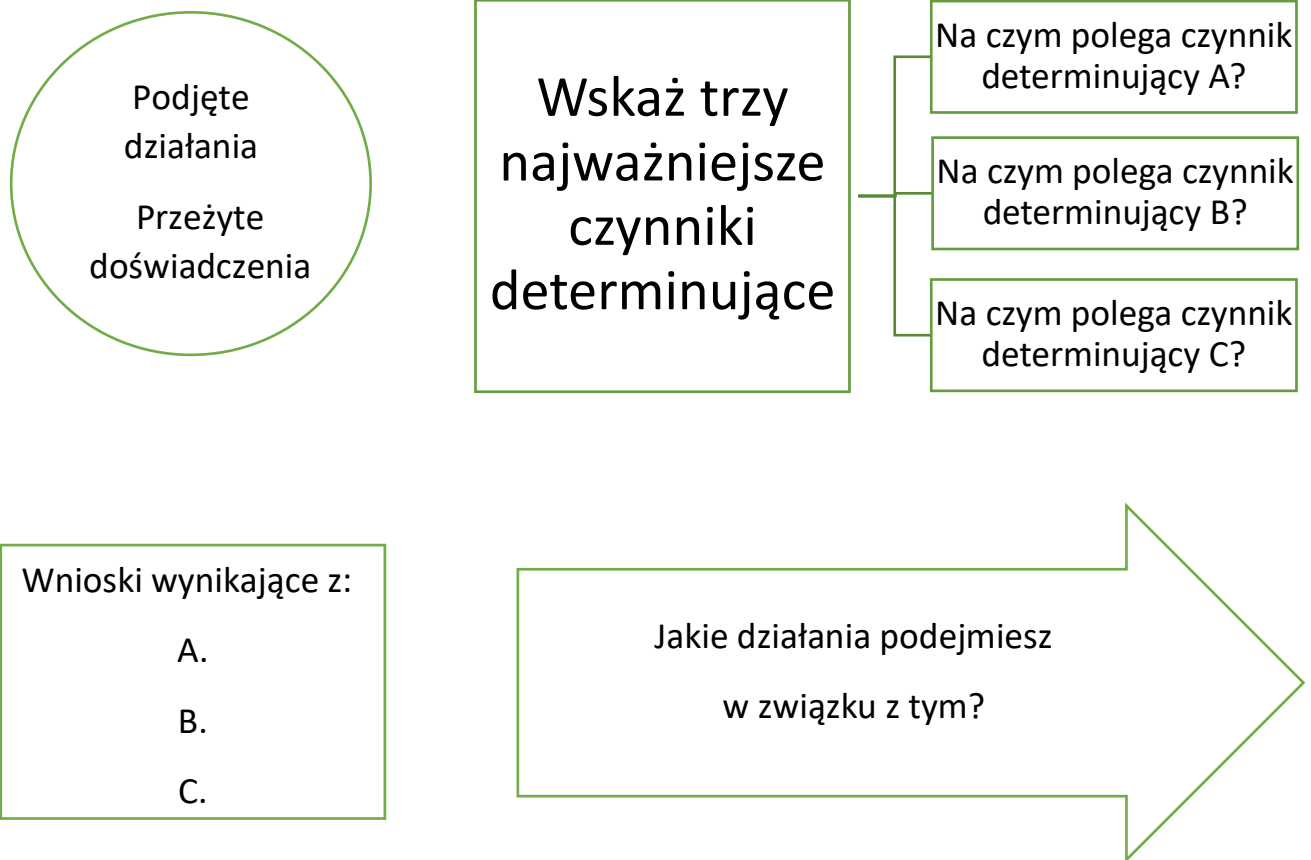 Podjęte
działania
Przeżyte
doświadczenia
Wskaż trzy
najważniejsze
czynniki
determinujące
Na czym polega czynnik
determinujący A?
Na czym polega czynnik
determinujący B?
Na czym polega czynnik
determinujący C?
Wnioski wynikające z:
A.
B.
C.
Jakie działania podejmiesz
w związku z tym?